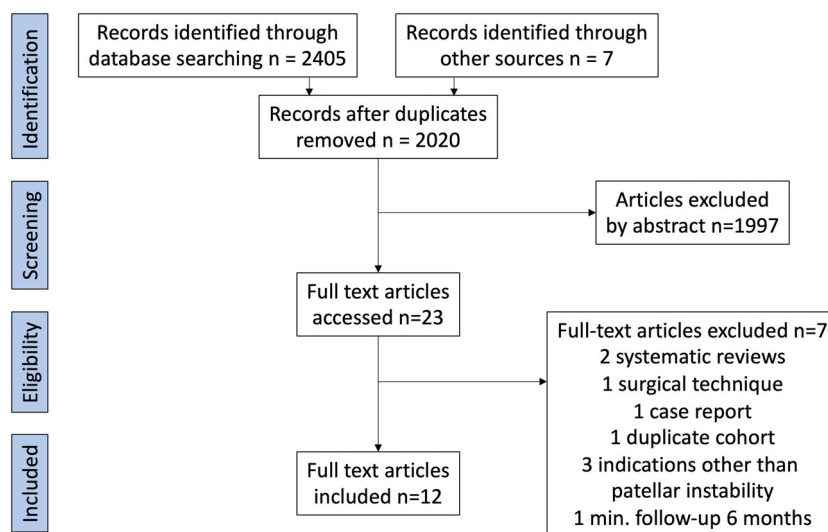 Identification
Records identified through
database searching n = 2405
Records identified through
other sources n = 7
Records after duplicates
removed n = 2020
Screening
Articles excluded
by abstract n=1997
Full text articles
accessed n=23
Eligibility
Full-text articles excluded n=7
2 systematic reviews
1 surgical technique
1 case report
1 duplicate cohort
3 indications other than
patellar instability
1 min. follow-up 6 months
Included
Full text articles
included n=12